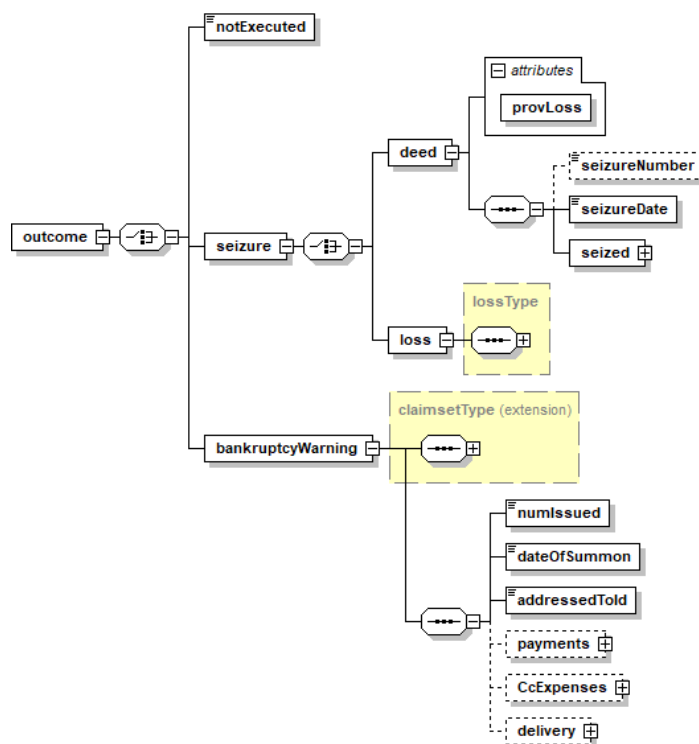 notExecuted
attributes
provLoss
deed
seizureNumber
seizureDate
outcome
seizure
seized
lossType
loss
claimsetType (extension)
bankruptcyWarning
numIssued
dateOfSummon
addressedToId
payments
CcExpenses
delivery